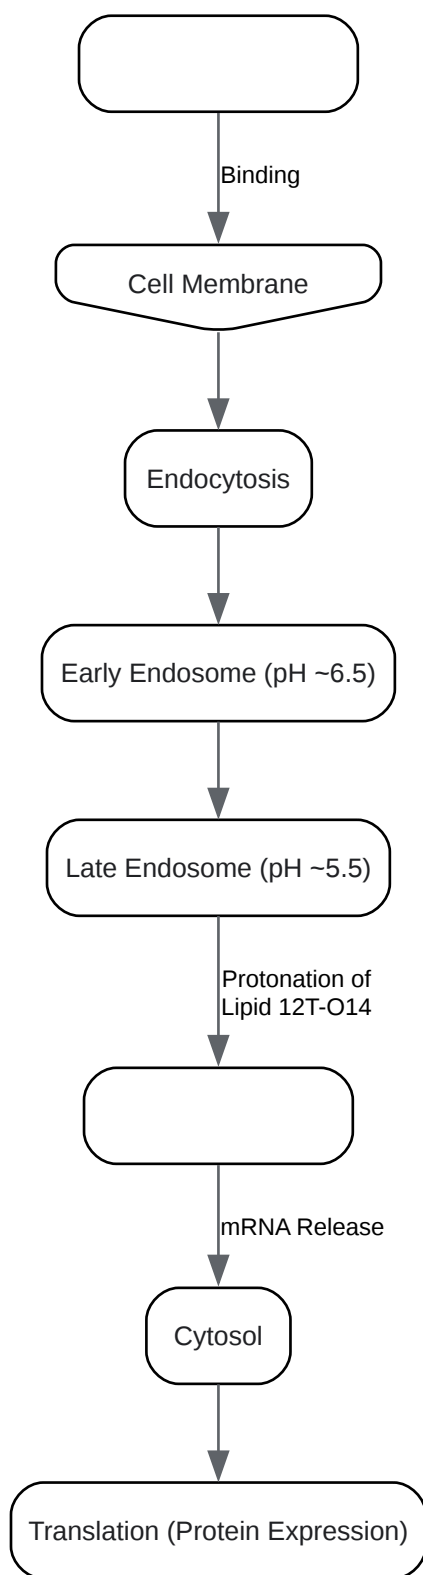 Binding
Cell Membrane
Endocytosis
Early Endosome (pH ~6.5)
Late Endosome (pH ~5.5)
Protonation of
Lipid 12T-O14
mRNA Release
Cytosol
Translation (Protein Expression)